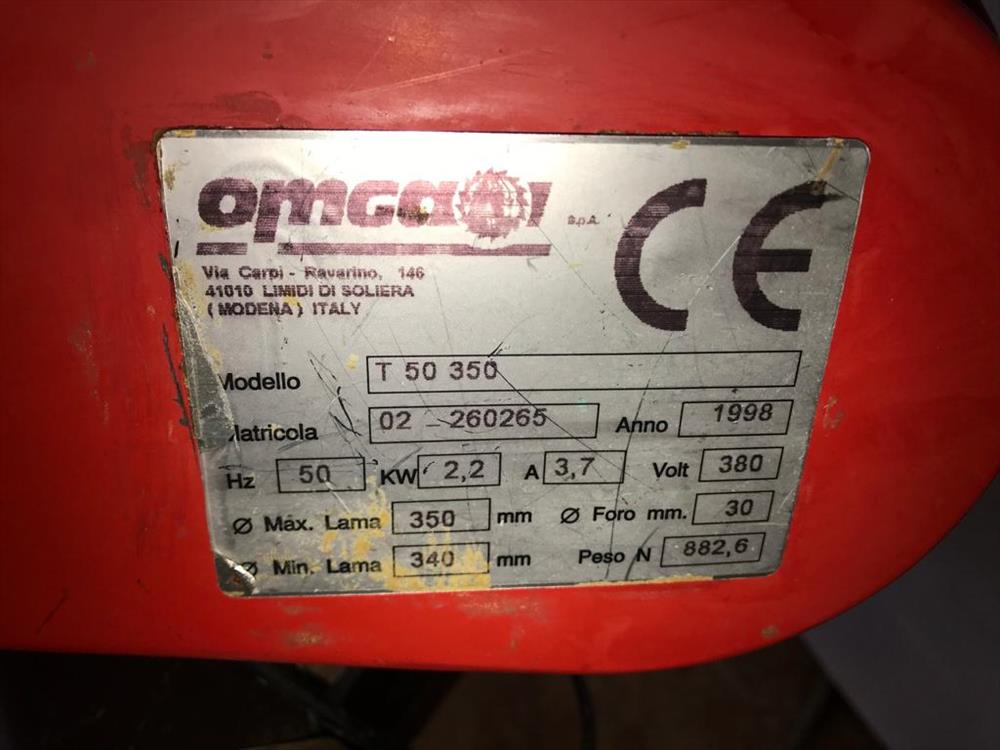 omga S.p.A. CE
Via Carpi - Ravarino, 146
41010 LIMIDI DI SOLIERA
( MODENA ) ITALY
Modello T 50 350
Matricola 02 - 260265 Anno 1998
Hz 50 KW 2,2 A 3,7 Volt 380
Ø Max. Lama 350 mm Ø Foro mm. 30
Ø Min. Lama 340 mm Peso N 882,6